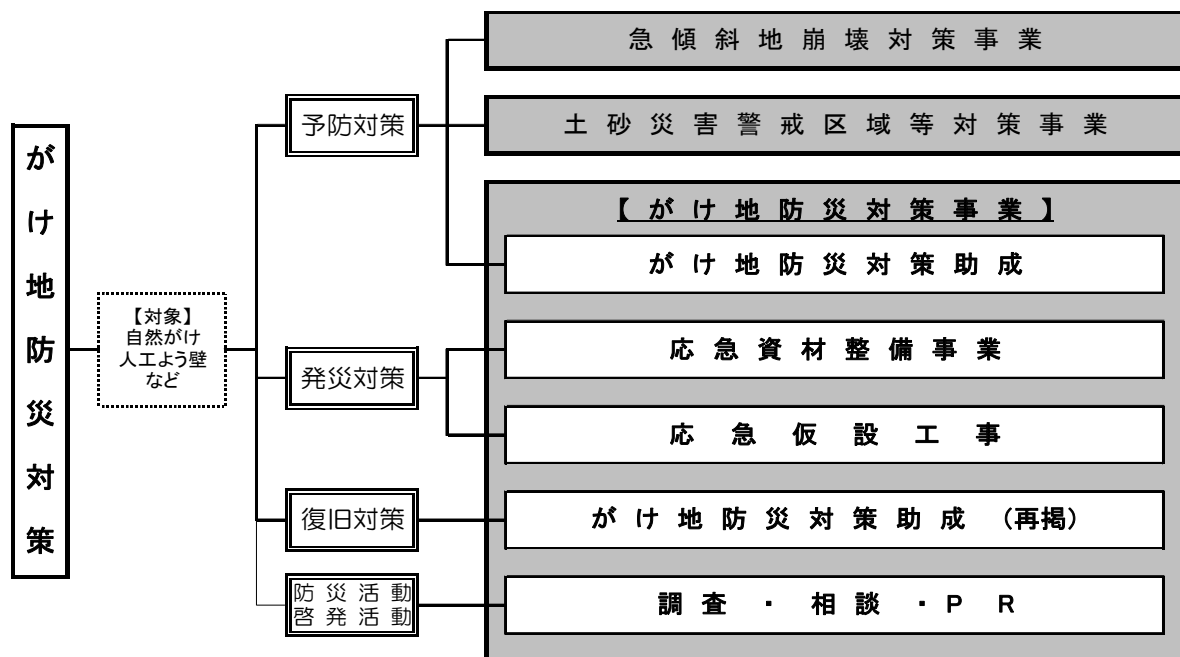 がけ地防災対策
【対象】
自然がけ
人工よう壁
など
予防対策
急傾斜地崩壊対策事業
土砂災害警戒区域等対策事業
【がけ地防災対策事業】
がけ地防災対策助成
発災対策
応急資材整備事業
応急仮設工事
復旧対策
がけ地防災対策助成（再掲）
防災活動
啓発活動
調査・相談・ＰＲ